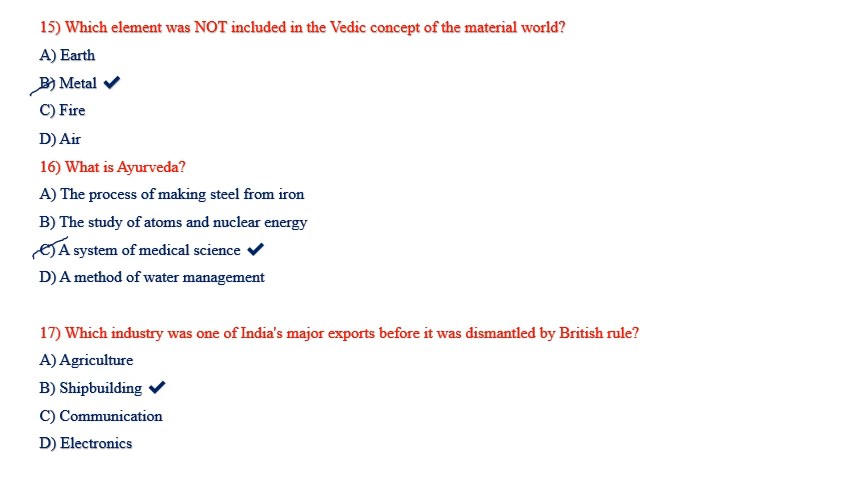 15) Which element was NOT included in the Vedic concept of the material world?
A) Earth
B) Metal ✔
C) Fire
D) Air
16) What is Ayurveda?
A) The process of making steel from iron
B) The study of atoms and nuclear energy
C) A system of medical science ✔
D) A method of water management
17) Which industry was one of India's major exports before it was dismantled by British rule?
A) Agriculture
B) Shipbuilding ✔
C) Communication
D) Electronics